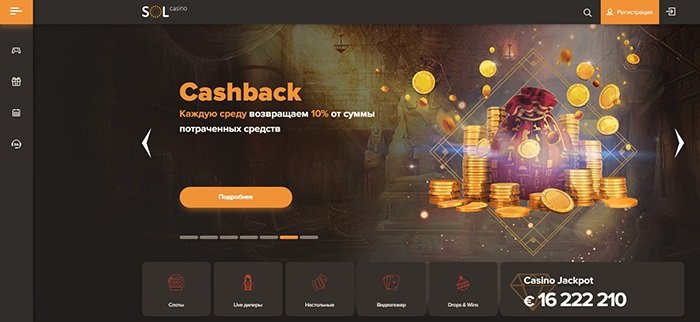 SOL casino
Регистрация
Cashback
Каждую среду возвращаем 10% от суммы
потраченных средств
Подробнее
Слоты
Live дилеры
Настольные
Видеопокер
Drops & Wins
Casino Jackpot
€ 16 222 210